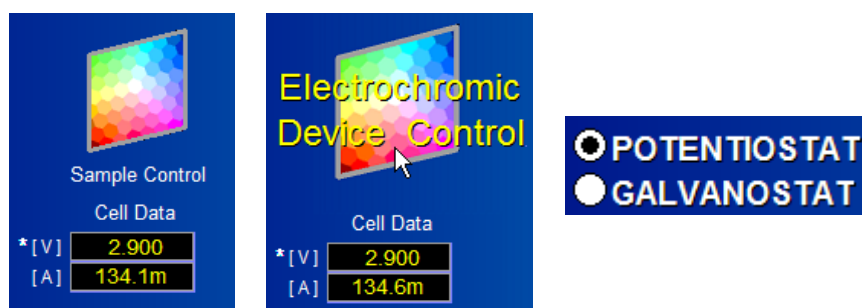 Sample Control
Cell Data
*[V] 2.900
[A] 134.1m
Electrochromic
Device Control
Cell Data
*[V] 2.900
[A] 134.6m
POTENTIOSTAT
GALVANOSTAT